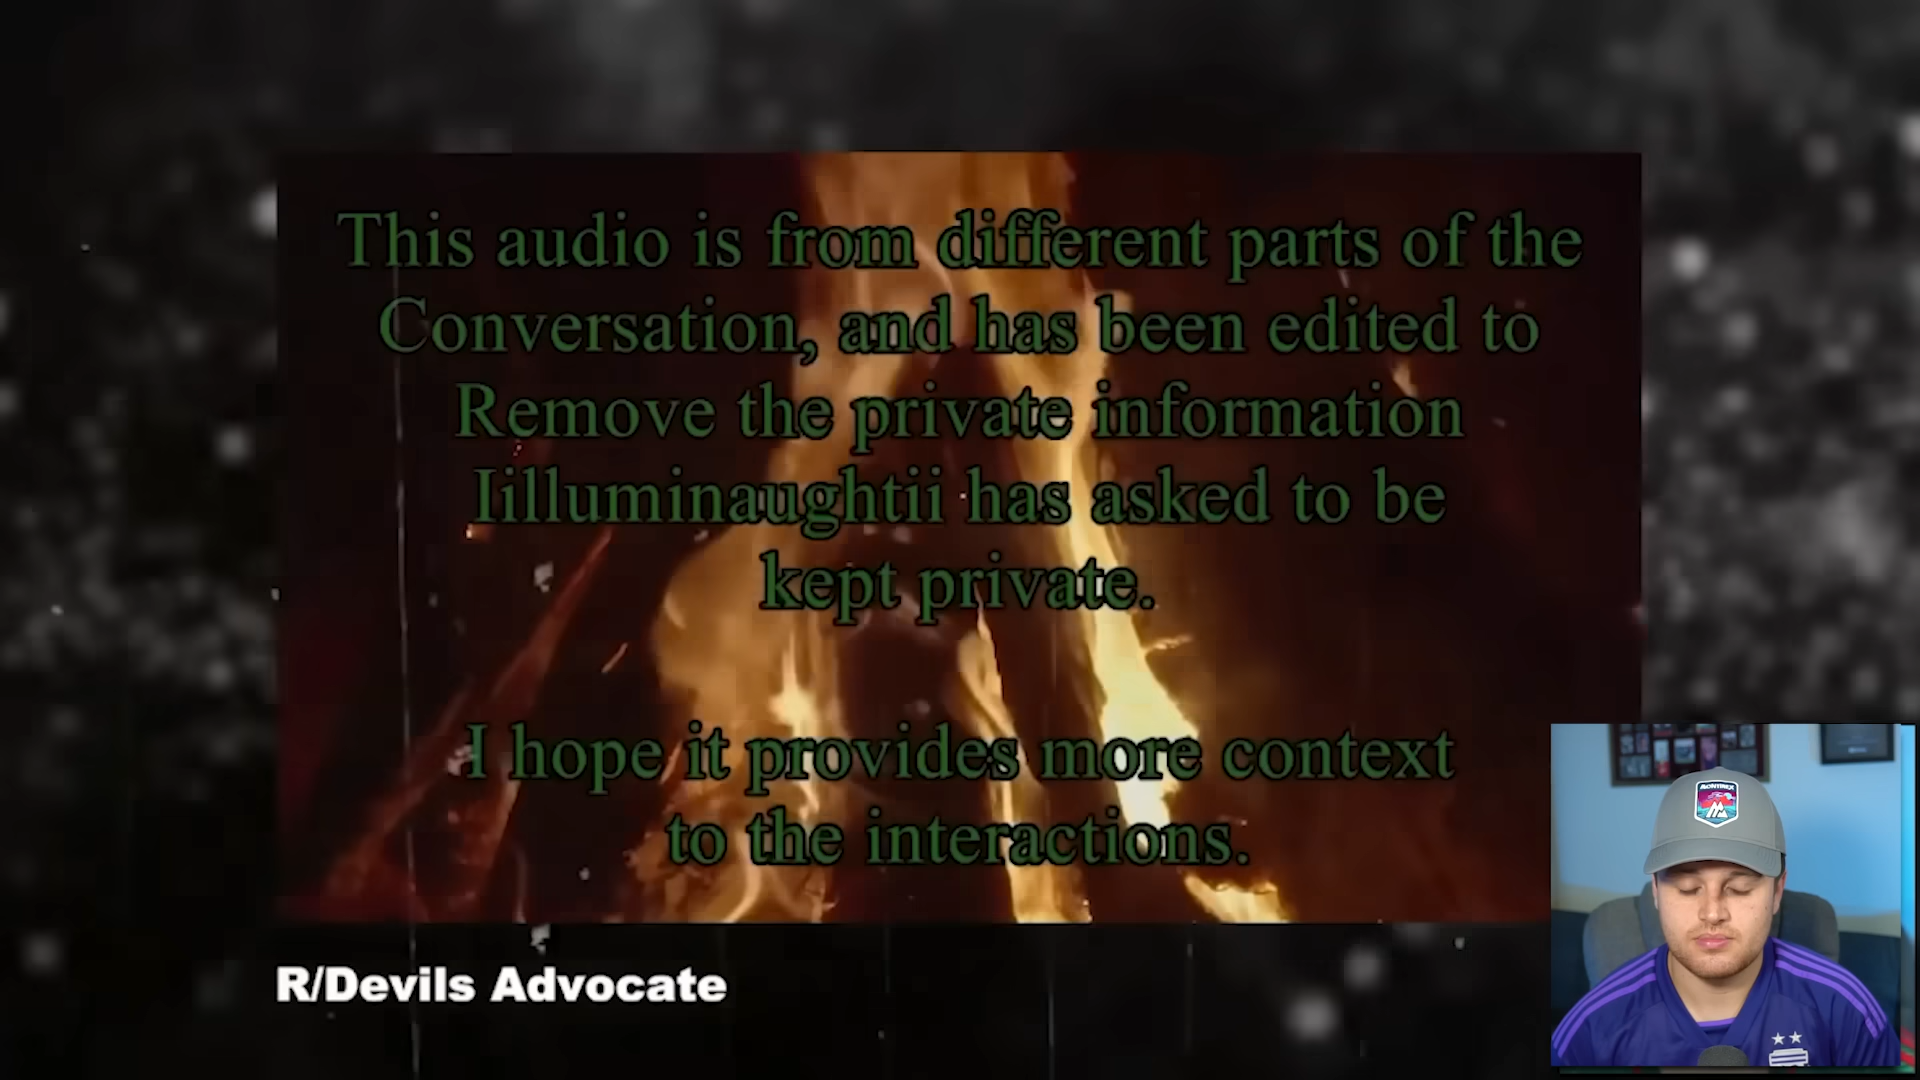 This audio is from different parts of the
Conversation, and has been edited to
Remove the private information
Iilluminaughtii has asked to be
kept private.
I hope it provides more context
to the interactions.
R/Devils Advocate